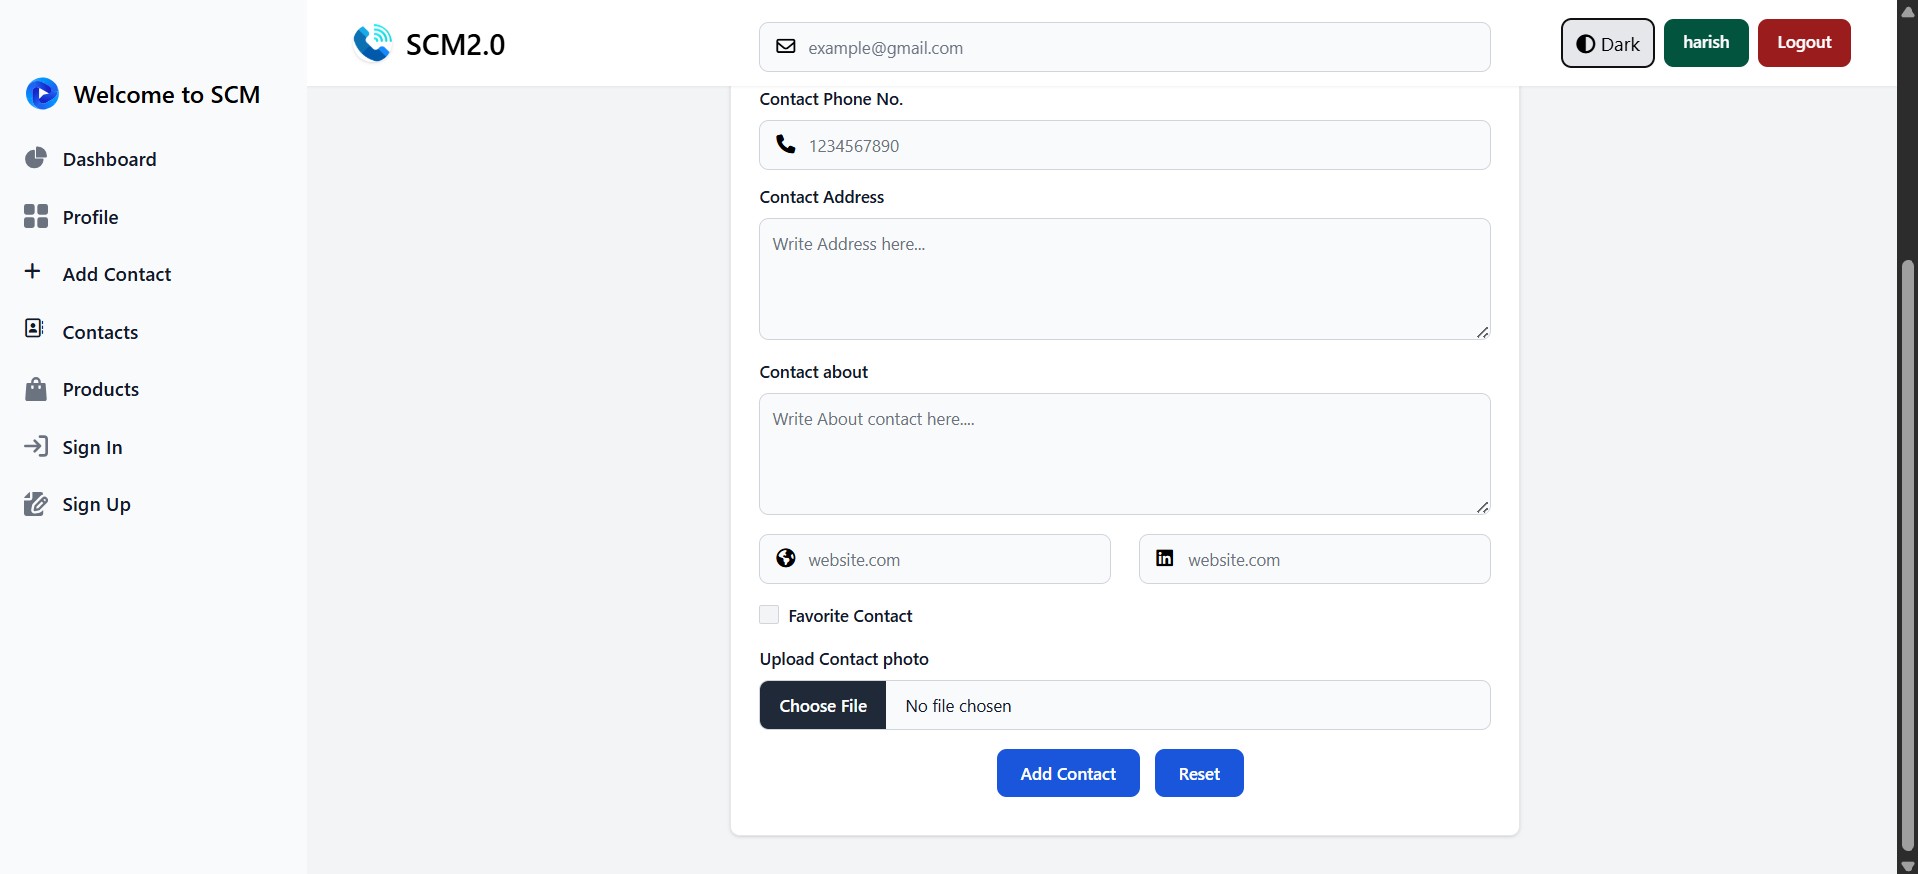 SCM2.0
example@gmail.com
Dark
harish
Logout
Welcome to SCM
Dashboard
Profile
Add Contact
Contacts
Products
Sign In
Sign Up
Contact Phone No.
1234567890
Contact Address
Write Address here...
Contact about
Write About contact here....
website.com
website.com
Favorite Contact
Upload Contact photo
Choose File
No file chosen
Add Contact
Reset